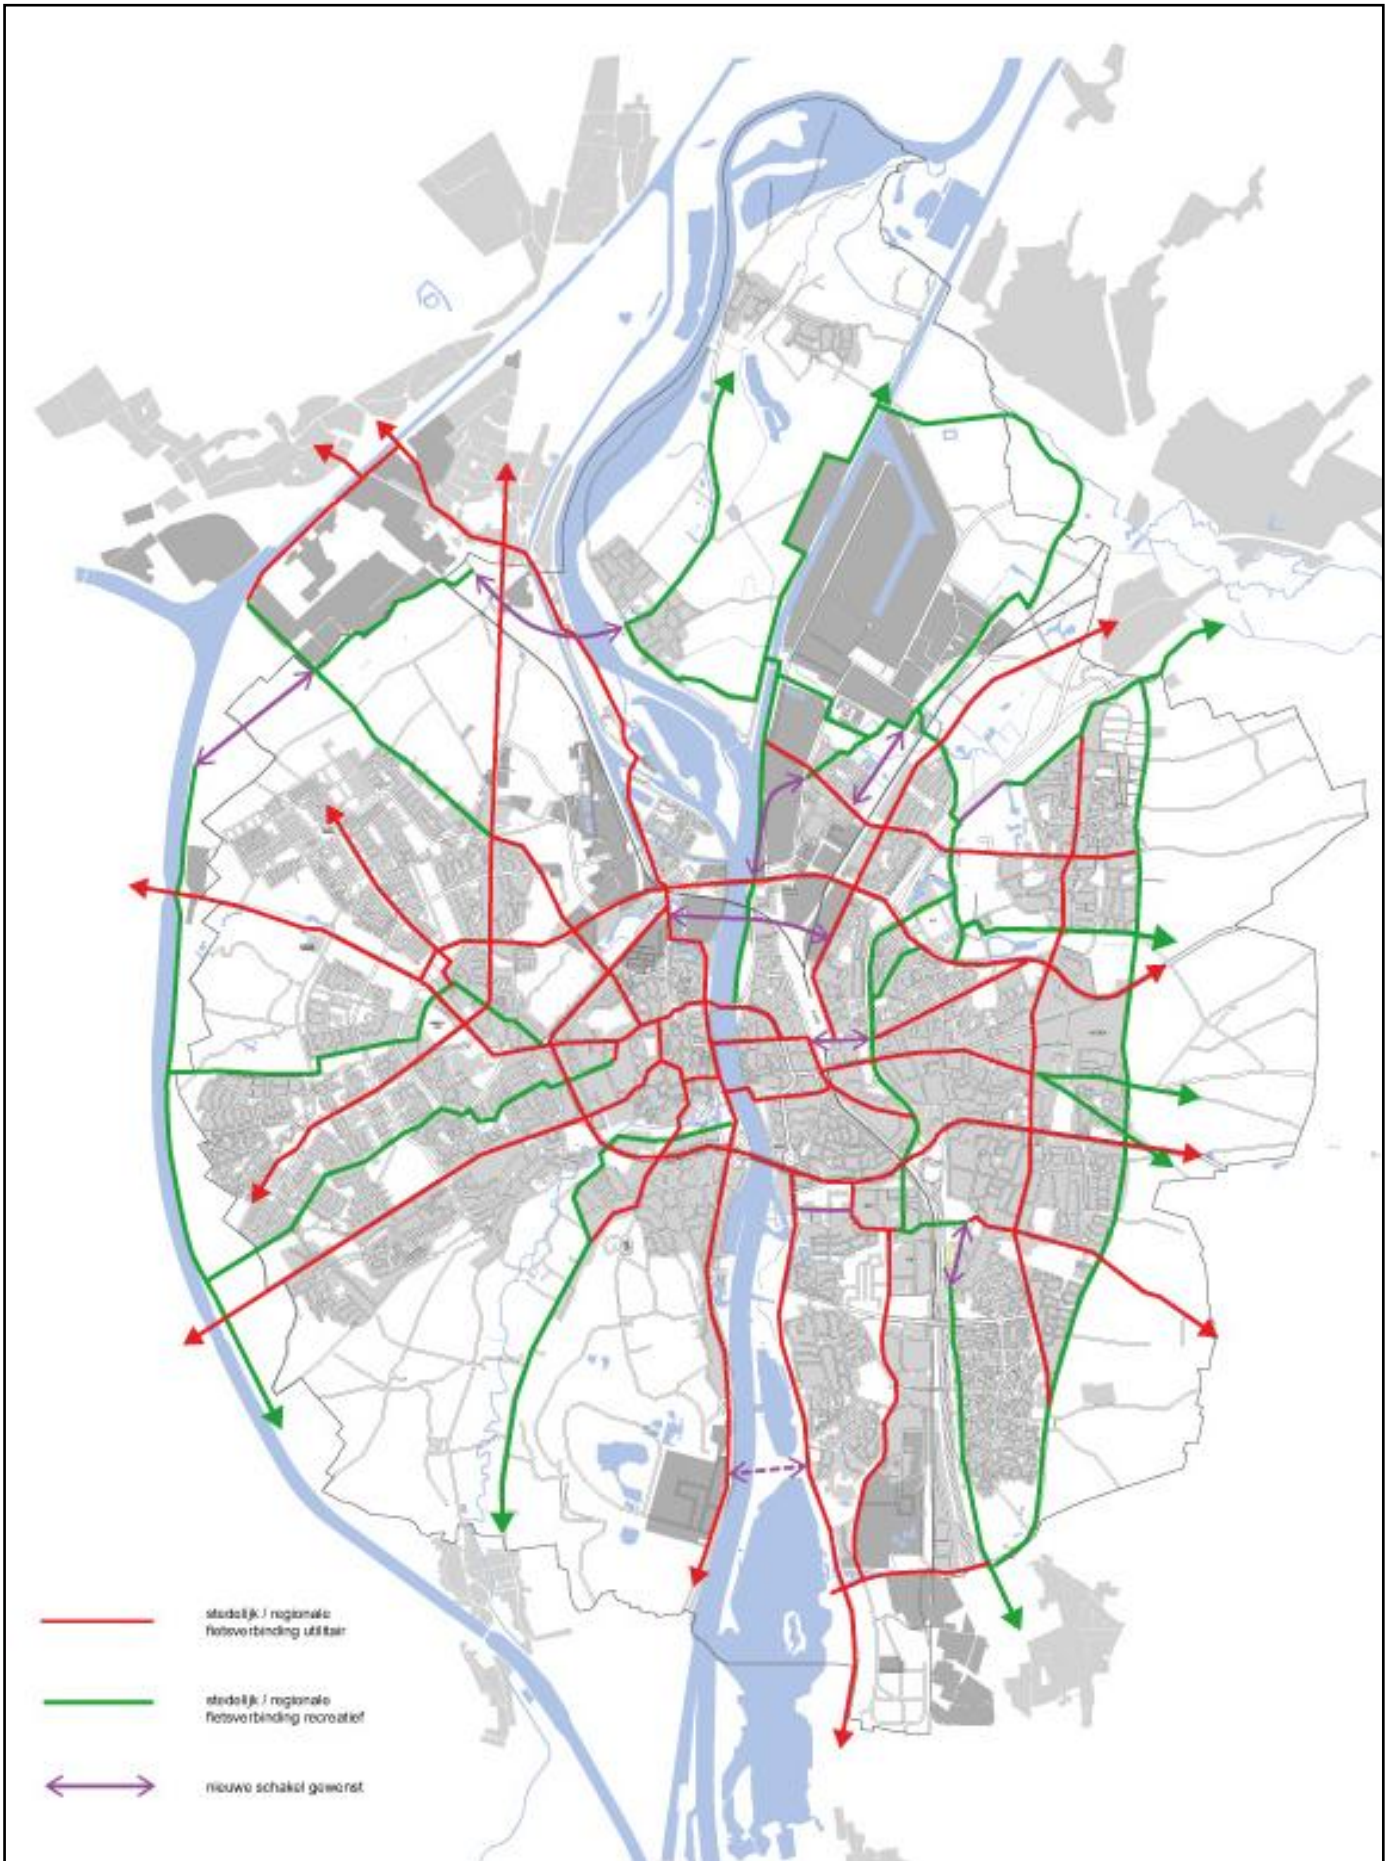 stedelijk / regionale
fietsverbinding utilitair
stedelijk / regionale
fietsverbinding recreatief
nieuwe schakel gewenst